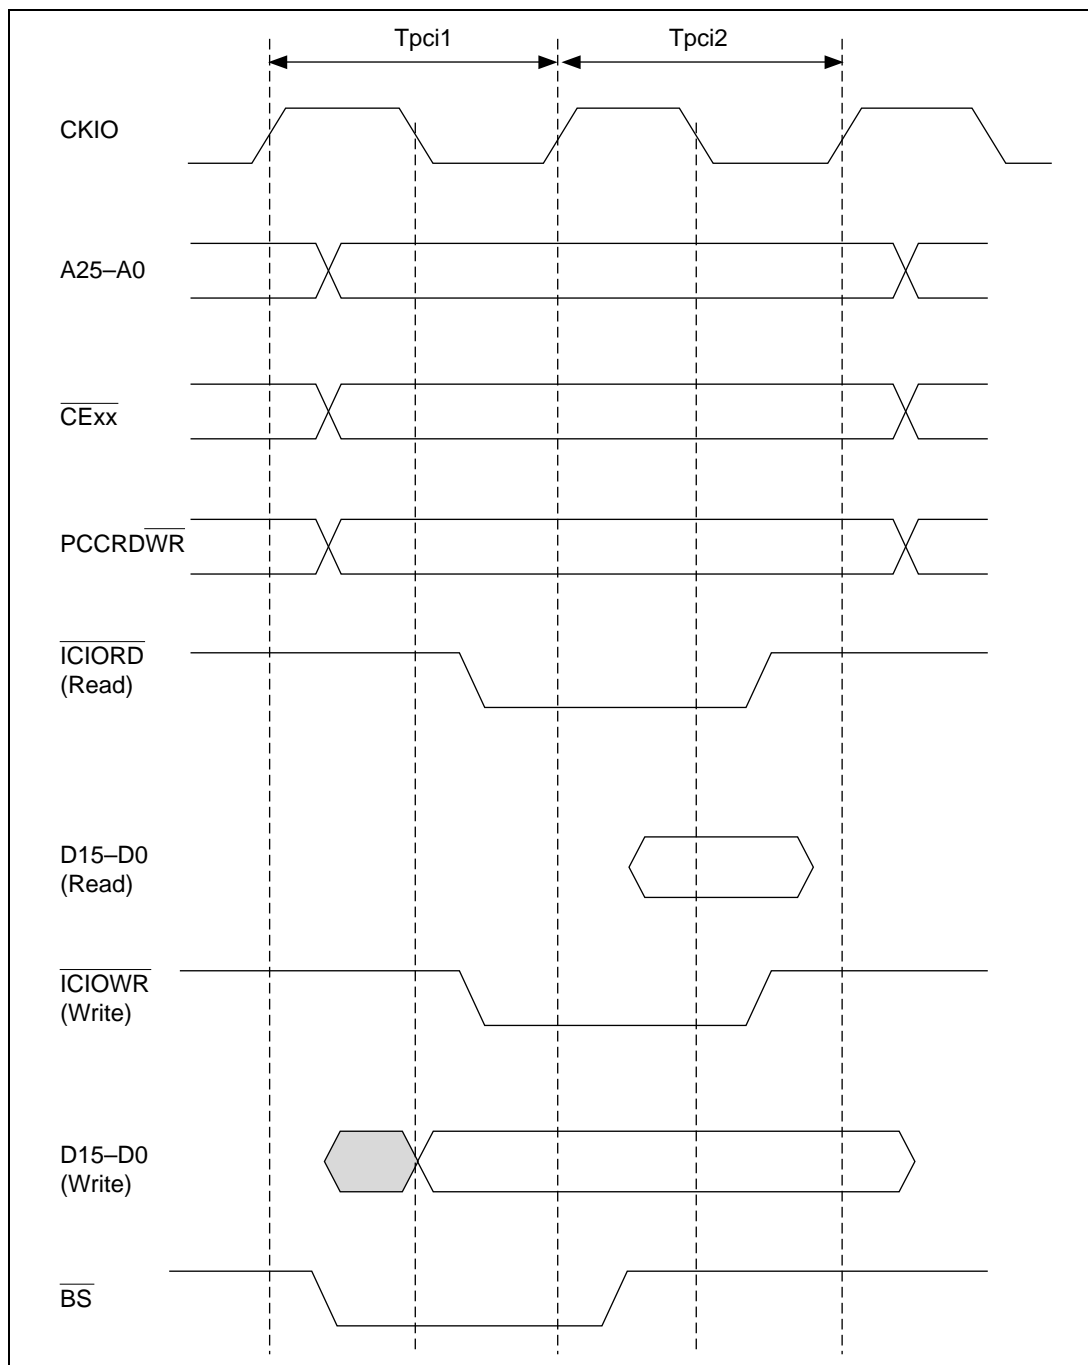 Tpci1 Tpci2
CKIO
A25–A0
CExx
PCCRDWR
ICIORD
(Read)
D15–D0
(Read)
ICIOWR
(Write)
D15–D0
(Write)
BS